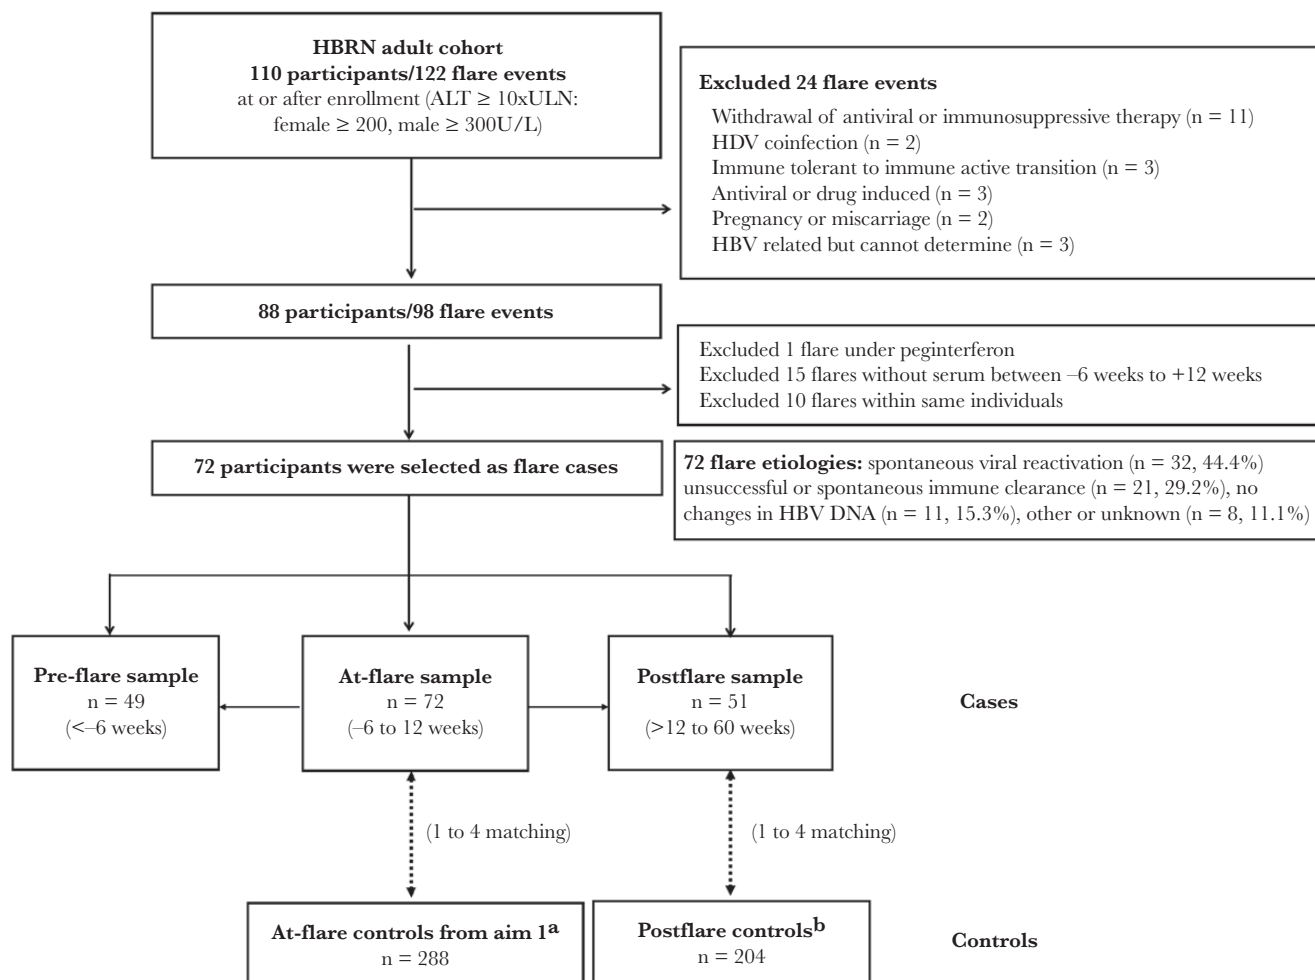 HBRN adult cohort
110 participants/122 flare events
at or after enrollment (ALT ≥ 10xULN:
female ≥ 200, male ≥ 300U/L)
Excluded 24 flare events
Withdrawal of antiviral or immunosuppressive therapy (n = 11)
HDV coinfection (n = 2)
Immune tolerant to immune active transition (n = 3)
Antiviral or drug induced (n = 3)
Pregnancy or miscarriage (n = 2)
HBV related but cannot determine (n = 3)
88 participants/98 flare events
Excluded 1 flare under peginterferon
Excluded 15 flares without serum between –6 weeks to +12 weeks
Excluded 10 flares within same individuals
72 participants were selected as flare cases
72 flare etiologies: spontaneous viral reactivation (n = 32, 44.4%)
unsuccessful or spontaneous immune clearance (n = 21, 29.2%), no
changes in HBV DNA (n = 11, 15.3%), other or unknown (n = 8, 11.1%)
Pre-flare sample
n = 49
(<–6 weeks)
At-flare sample
n = 72
(–6 to 12 weeks)
Postflare sample
n = 51
(>12 to 60 weeks)
Cases
(1 to 4 matching)
(1 to 4 matching)
At-flare controls from aim 1a
n = 288
Postflare controlsb
n = 204
Controls